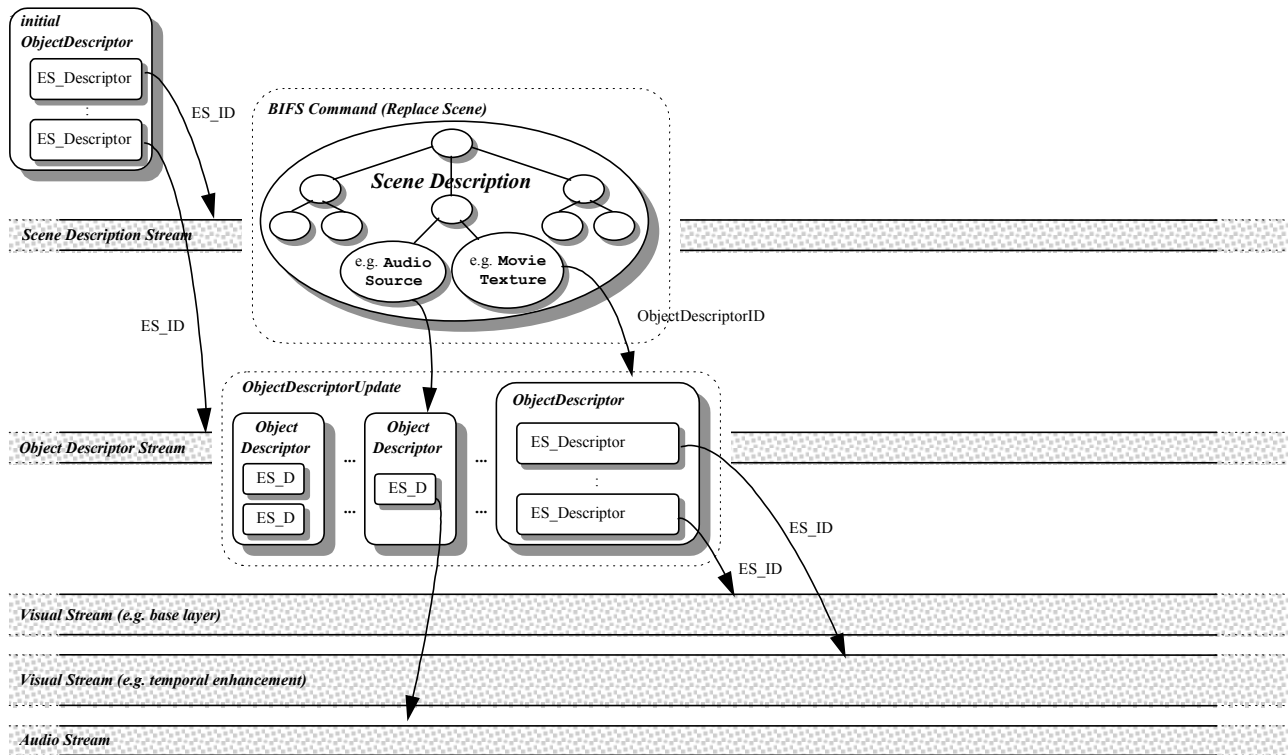 initial
ObjectDescriptor
ES_Descriptor
:
ES_Descriptor
ES_ID
ES_ID
BIFS Command (Replace Scene)
Scene Description
e.g. Audio
Source
e.g. Movie
Texture
Scene Description Stream
ObjectDescriptorID
ObjectDescriptorUpdate
Object
Descriptor
ES_D
ES_D
...
...
Object
Descriptor
ES_D
...
...
ObjectDescriptor
ES_Descriptor
:
ES_Descriptor
Object Descriptor Stream
ES_ID
ES_ID
Visual Stream (e.g. base layer)
Visual Stream (e.g. temporal enhancement)
Audio Stream